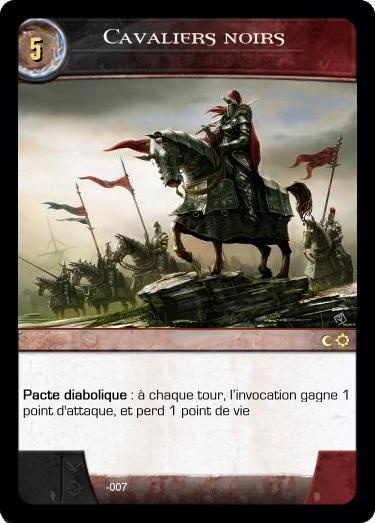 5
Cavaliers noirs
Pacte diabolique : à chaque tour, l'invocation gagne 1
point d'attaque, et perd 1 point de vie
-007